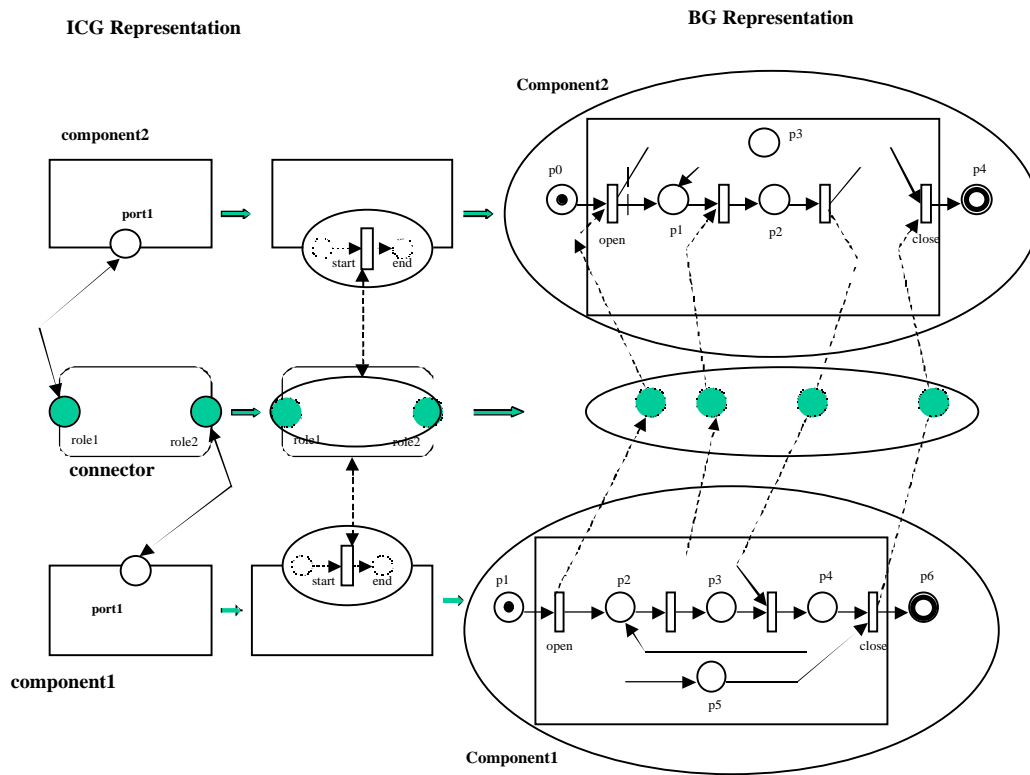 ICG Representation
BG Representation
Component2
component2
port1
start
end
p0
p3
p4
open
p1
p2
close
role1
role2
connector
role1
role2
port1
component1
start
end
p1
p2
p3
p4
p6
open
close
p5
Component1